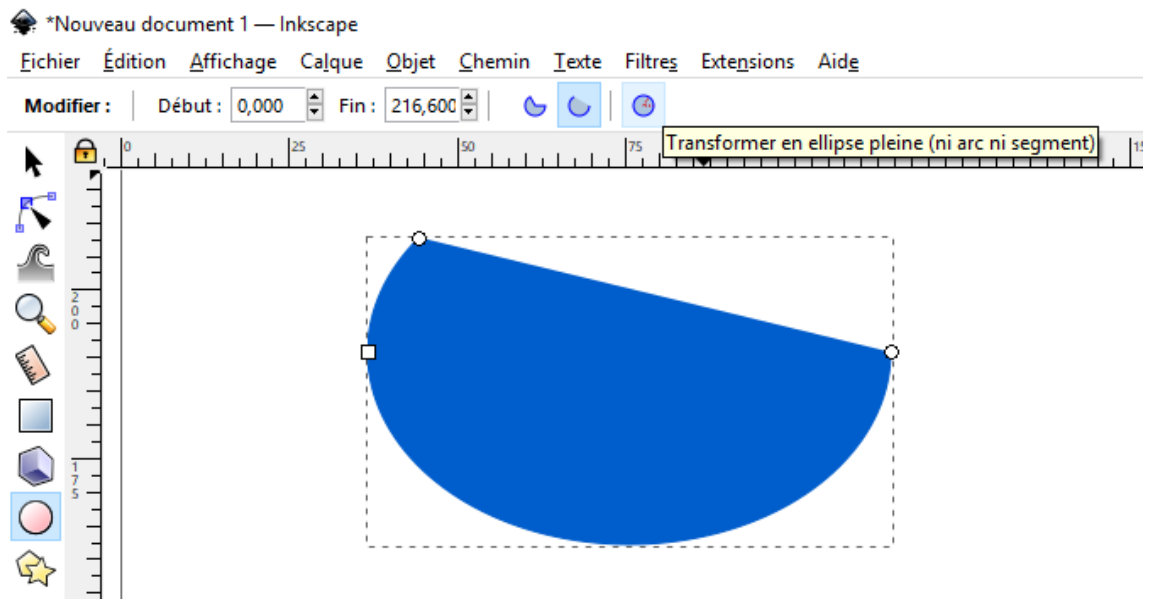 *Nouveau document 1 — Inkscape
Fichier Édition Affichage Calque Objet Chemin Texte Filtres Extensions Aide
Modifier : Début : 0,000 Fin : 216,600
Transformer en ellipse pleine (ni arc ni segment)
0 25 50 75 15
200
175